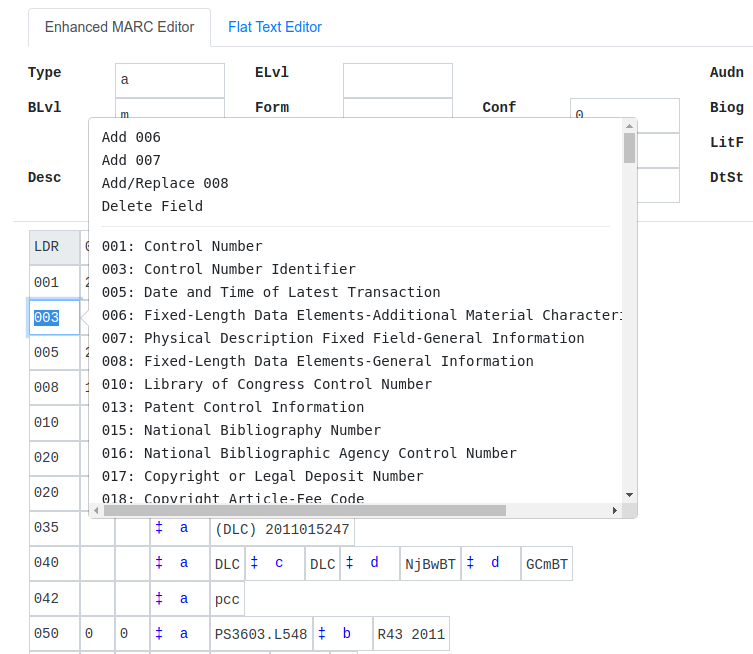 Enhanced MARC Editor Flat Text Editor
Type a ELvl Audn
BLvl m Form Conf 0 Biog
LitF
Desc DtSt
Add 006
Add 007
Add/Replace 008
Delete Field
LDR 001: Control Number
003: Control Number Identifier
001 005: Date and Time of Latest Transaction
003 006: Fixed-Length Data Elements-Additional Material Characteri
007: Physical Description Fixed Field-General Information
005 008: Fixed-Length Data Elements-General Information
008 010: Library of Congress Control Number
013: Patent Control Information
010 015: National Bibliography Number
020 016: National Bibliographic Agency Control Number
017: Copyright or Legal Deposit Number
020 018: Copyright Article-Fee Code
035 ‡ a (DLC) 2011015247
040 ‡ a DLC ‡ c DLC ‡ d NjBwBT ‡ d GCmBT
042 ‡ a pcc
050 0 0 ‡ a PS3603.L548 ‡ b R43 2011